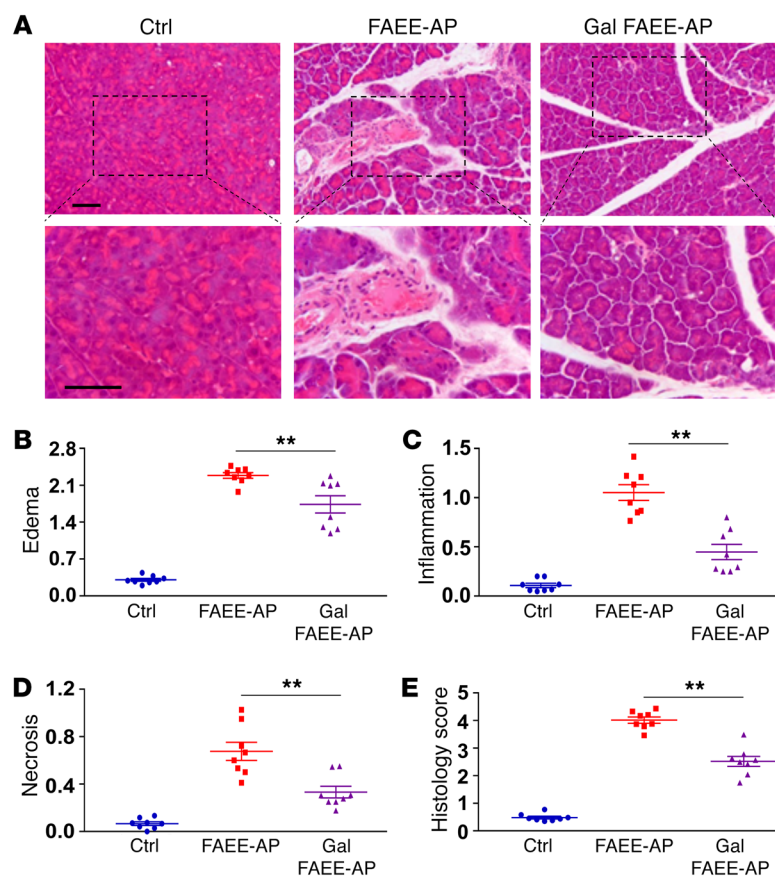 A
Ctrl
FAEE-AP
Gal FAEE-AP
B
Edema
2.8
2.1
1.4
0.7
0.0
**
Ctrl
FAEE-AP
Gal
FAEE-AP
C
Inflammation
1.5
1.0
0.5
0.0
**
Ctrl
FAEE-AP
Gal
FAEE-AP
D
Necrosis
1.2
0.8
0.4
0.0
**
Ctrl
FAEE-AP
Gal
FAEE-AP
E
Histology score
5
4
3
2
1
0
**
Ctrl
FAEE-AP
Gal
FAEE-AP